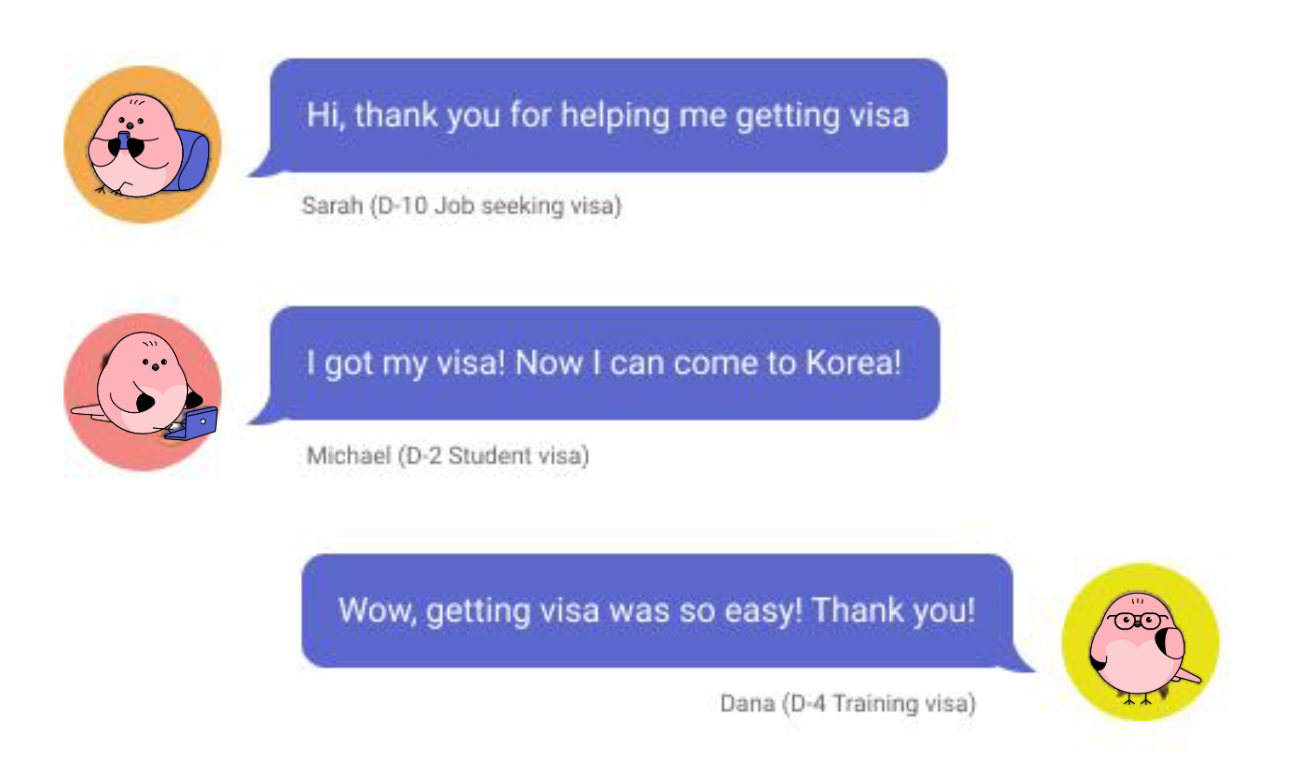 Hi, thank you for helping me getting visa
Sarah (D-10 Job seeking visa)
I got my visa! Now I can come to Korea!
Michael (D-2 Student visa)
Wow, getting visa was so easy! Thank you!
Dana (D-4 Training visa)